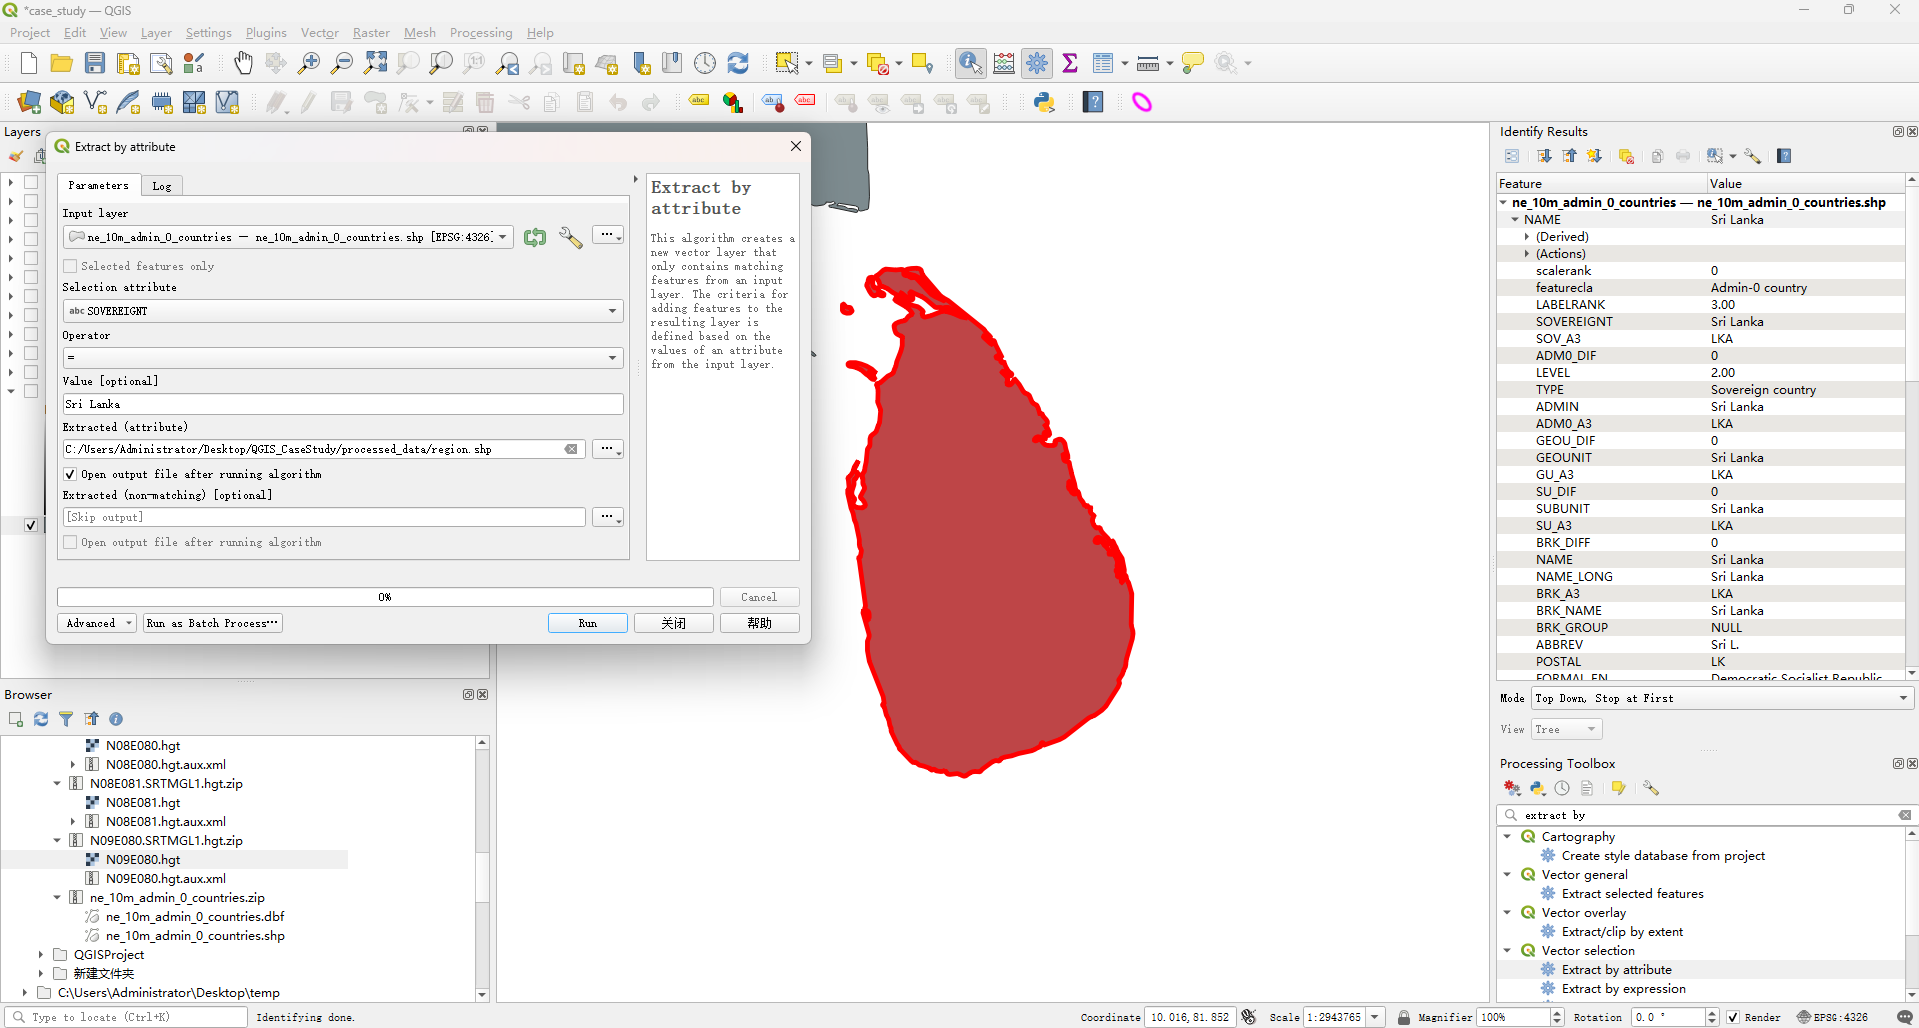 *case_study — QGIS
Project Edit View Layer Settings Plugins Vector Raster Mesh Processing Help
Layers
Extract by attribute
Parameters Log
Input layer
ne_10m_admin_0_countries — ne_10m_admin_0_countries.shp [EPSG:4326]
Selected features only
Selection attribute
abc SOVEREIGNT
Operator
=
Value [optional]
Sri Lanka
Extracted (attribute)
C:/Users/Administrator/Desktop/QGIS_CaseStudy/processed_data/region.shp
Open output file after running algorithm
Extracted (non-matching) [optional]
[Skip output]
Open output file after running algorithm
0%
Cancel
Advanced
Run as Batch Process…
Run
关闭
帮助
Extract by
attribute
This algorithm creates a
new vector layer that
only contains matching
features from an input
layer. The criteria for
adding features to the
resulting layer is
defined based on the
values of an attribute
from the input layer.
Browser
N08E080.hgt
N08E080.hgt.aux.xml
N08E081.SRTMGL1.hgt.zip
N08E081.hgt
N08E081.hgt.aux.xml
N09E080.SRTMGL1.hgt.zip
N09E080.hgt
N09E080.hgt.aux.xml
ne_10m_admin_0_countries.zip
ne_10m_admin_0_countries.dbf
ne_10m_admin_0_countries.shp
QGISProject
新建文件夹
C:\Users\Administrator\Desktop\temp
Identify Results
Feature Value
ne_10m_admin_0_countries — ne_10m_admin_0_countries.shp
NAME Sri Lanka
(Derived)
(Actions)
scalerank 0
featurecla Admin-0 country
LABELRANK 3.00
SOVEREIGNT Sri Lanka
SOV_A3 LKA
ADM0_DIF 0
LEVEL 2.00
TYPE Sovereign country
ADMIN Sri Lanka
ADM0_A3 LKA
GEOU_DIF 0
GEOUNIT Sri Lanka
GU_A3 LKA
SU_DIF 0
SUBUNIT Sri Lanka
SU_A3 LKA
BRK_DIFF 0
NAME Sri Lanka
NAME_LONG Sri Lanka
BRK_A3 LKA
BRK_NAME Sri Lanka
BRK_GROUP NULL
ABBREV Sri L.
POSTAL LK
FORMAL_EN Democratic Socialist Republic
Mode Top Down, Stop at First
View Tree
Processing Toolbox
extract by
Cartography
Create style database from project
Vector general
Extract selected features
Vector overlay
Extract/clip by extent
Vector selection
Extract by attribute
Extract by expression
Type to locate (Ctrl+K) Identifying done. Coordinate 10.016,81.852 Scale 1:2943765 Magnifier 100% Rotation 0.0 ° Render EPSG:4326